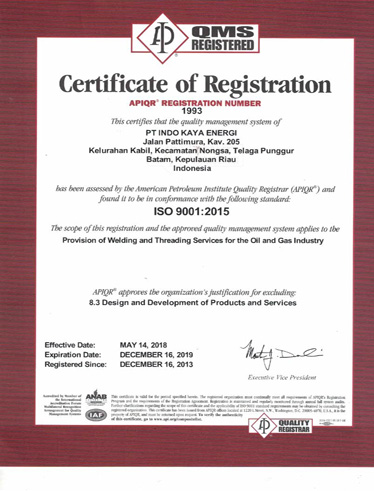 QMS
REGISTERED
Certificate of Registration
APIQR® REGISTRATION NUMBER
1993
This certifies that the quality management system of
PT INDO KAYA ENERGI
Jalan Pattimura, Kav. 205
Kelurahan Kabil, Kecamatan Nongsa, Telaga Punggur
Batam, Kepulauan Riau
Indonesia
has been assessed by the American Petroleum Institute Quality Registrar (APIQR®) and
found it to be in conformance with the following standard:
ISO 9001:2015
The scope of this registration and the approved quality management system applies to the
Provision of Welding and Threading Services for the Oil and Gas Industry
APIQR® approves the organization's justification for excluding:
8.3 Design and Development of Products and Services
Effective Date: MAY 14, 2018
Expiration Date: DECEMBER 16, 2019
Registered Since: DECEMBER 16, 2013
Executive Vice President
Accredited by Member of
the International
Accreditation Forum
Multilateral Recognition
Arrangement for Quality
Management Systems
ANAB
IAF
This certificate is valid for the period specified herein. The registered organization must continually meet all requirements of APIQR's Registration
Program and the requirements of the Registration Agreement. Registration is maintained and regularly monitored through annual full system audits.
Further clarifications regarding the scope of this certificate and the applicability of ISO 9001 standard requirements may be obtained by consulting the
registered organization. This certificate has been issued from APIQR offices located at 1220 L Street, N.W., Washington, D.C. 20005-4070, U.S.A., it is the
property of APIQR, and must be returned upon request. To verify the authenticity
of this certificate, go to www.api.org/compositelist.
QUALITY
REGISTRAR